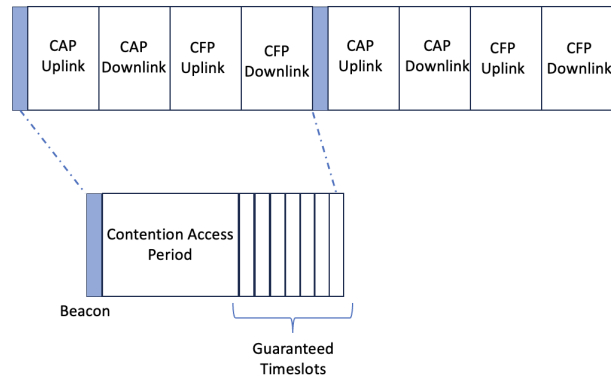 CAP
Uplink
CAP
Downlink
CFP
Uplink
CFP
Downlink
CAP
Uplink
CAP
Downlink
CFP
Uplink
CFP
Downlink
Contention Access
Period
Beacon
Guaranteed
Timeslots